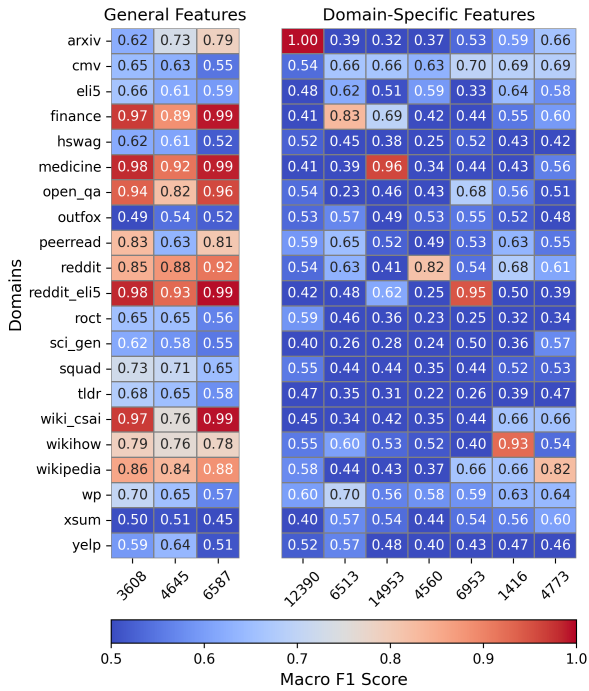 General Features Domain-Specific Features
arxiv 0.62 0.73 0.79 1.00 0.39 0.32 0.37 0.53 0.59 0.66
cmv 0.65 0.63 0.55 0.54 0.66 0.66 0.63 0.70 0.69 0.69
eli5 0.66 0.61 0.59 0.48 0.62 0.51 0.59 0.33 0.64 0.58
finance 0.97 0.89 0.99 0.41 0.83 0.69 0.42 0.44 0.55 0.60
hswag 0.62 0.61 0.52 0.52 0.45 0.38 0.25 0.52 0.43 0.42
medicine 0.98 0.92 0.99 0.41 0.39 0.96 0.34 0.44 0.43 0.56
open_qa 0.94 0.82 0.96 0.54 0.23 0.46 0.43 0.68 0.56 0.51
outfox 0.49 0.54 0.52 0.53 0.57 0.49 0.53 0.55 0.52 0.48
peerread 0.83 0.63 0.81 0.59 0.65 0.52 0.49 0.53 0.63 0.55
reddit 0.85 0.88 0.92 0.54 0.63 0.41 0.82 0.54 0.68 0.61
reddit_eli5 0.98 0.93 0.99 0.42 0.48 0.62 0.25 0.95 0.50 0.39
roct 0.65 0.65 0.56 0.59 0.46 0.36 0.23 0.25 0.32 0.34
sci_gen 0.62 0.58 0.55 0.40 0.26 0.28 0.24 0.50 0.36 0.57
squad 0.73 0.71 0.65 0.55 0.44 0.44 0.35 0.44 0.52 0.53
tldr 0.68 0.65 0.58 0.47 0.35 0.31 0.22 0.26 0.39 0.47
wiki_csai 0.97 0.76 0.99 0.45 0.34 0.42 0.35 0.44 0.66 0.66
wikihow 0.79 0.76 0.78 0.55 0.60 0.53 0.52 0.40 0.93 0.54
wikipedia 0.86 0.84 0.88 0.58 0.44 0.43 0.37 0.66 0.66 0.82
wp 0.70 0.65 0.57 0.60 0.70 0.56 0.58 0.59 0.63 0.64
xsum 0.50 0.51 0.45 0.40 0.57 0.54 0.44 0.54 0.56 0.60
yelp 0.59 0.64 0.51 0.52 0.57 0.48 0.40 0.43 0.47 0.46
Domains
3608 4645 6587 12390 6513 14953 4560 6953 1416 4773
0.5 0.6 0.7 0.8 0.9 1.0
Macro F1 Score